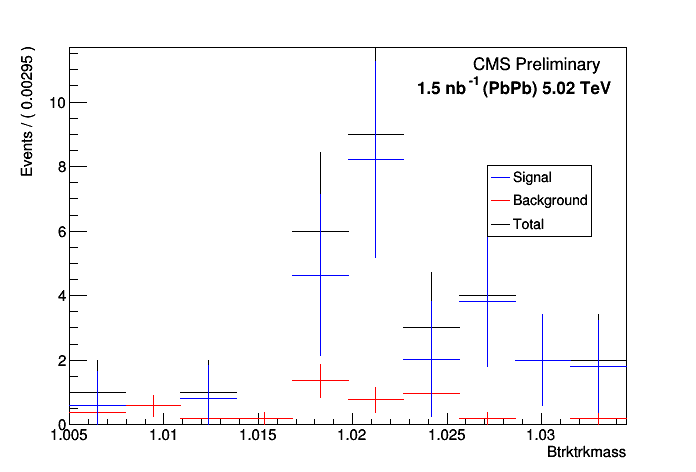 CMS Preliminary
1.5 nb-1 (PbPb) 5.02 TeV
Events / ( 0.00295 )
10
8
6
4
2
0
Signal
Background
Total
1.005 1.01 1.015 1.02 1.025 1.03
Btrktrkmass